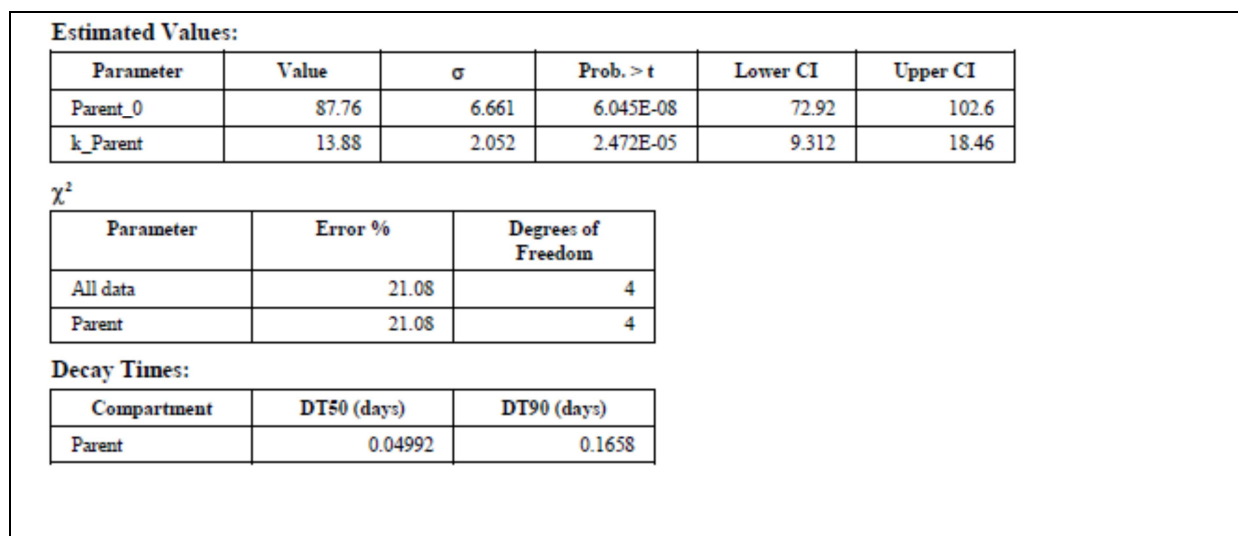 Estimated Values:
Parameter Value σ Prob. > t Lower CI Upper CI
Parent_0 87.76 6.661 6.045E-08 72.92 102.6
k_Parent 13.88 2.052 2.472E-05 9.312 18.46
χ²
Parameter Error % Degrees of
Freedom
All data 21.08 4
Parent 21.08 4
Decay Times:
Compartment DT50 (days) DT90 (days)
Parent 0.04992 0.1658